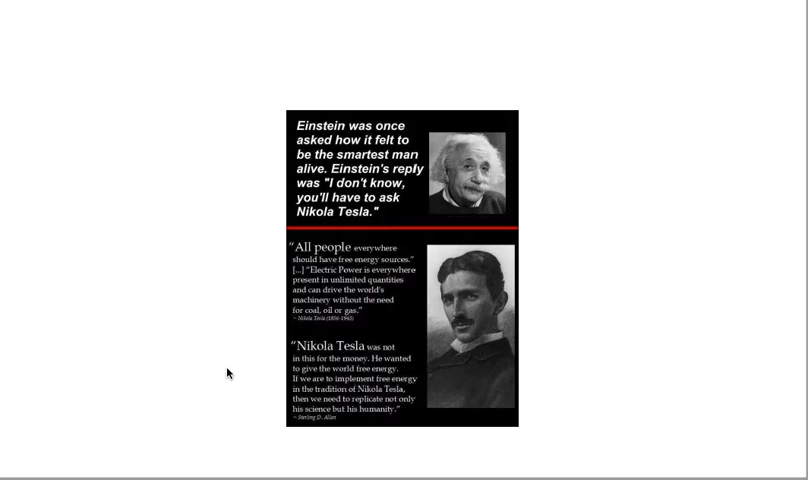 Einstein was once
asked how it felt to
be the smartest man
alive. Einstein's reply
was "I don't know,
you'll have to ask
Nikola Tesla."
"All people everywhere
should have free energy sources."
[...] "Electric Power is everywhere
present in unlimited quantities
and can drive the world's
machinery without the need
for coal, oil or gas."
~ Nikola Tesla (1856-1943)
"Nikola Tesla was not
in this for the money. He wanted
to give the world free energy.
If we are to implement free energy
in the tradition of Nikola Tesla,
then we need to replicate not only
his science but his humanity."
~ Sterling D. Allan